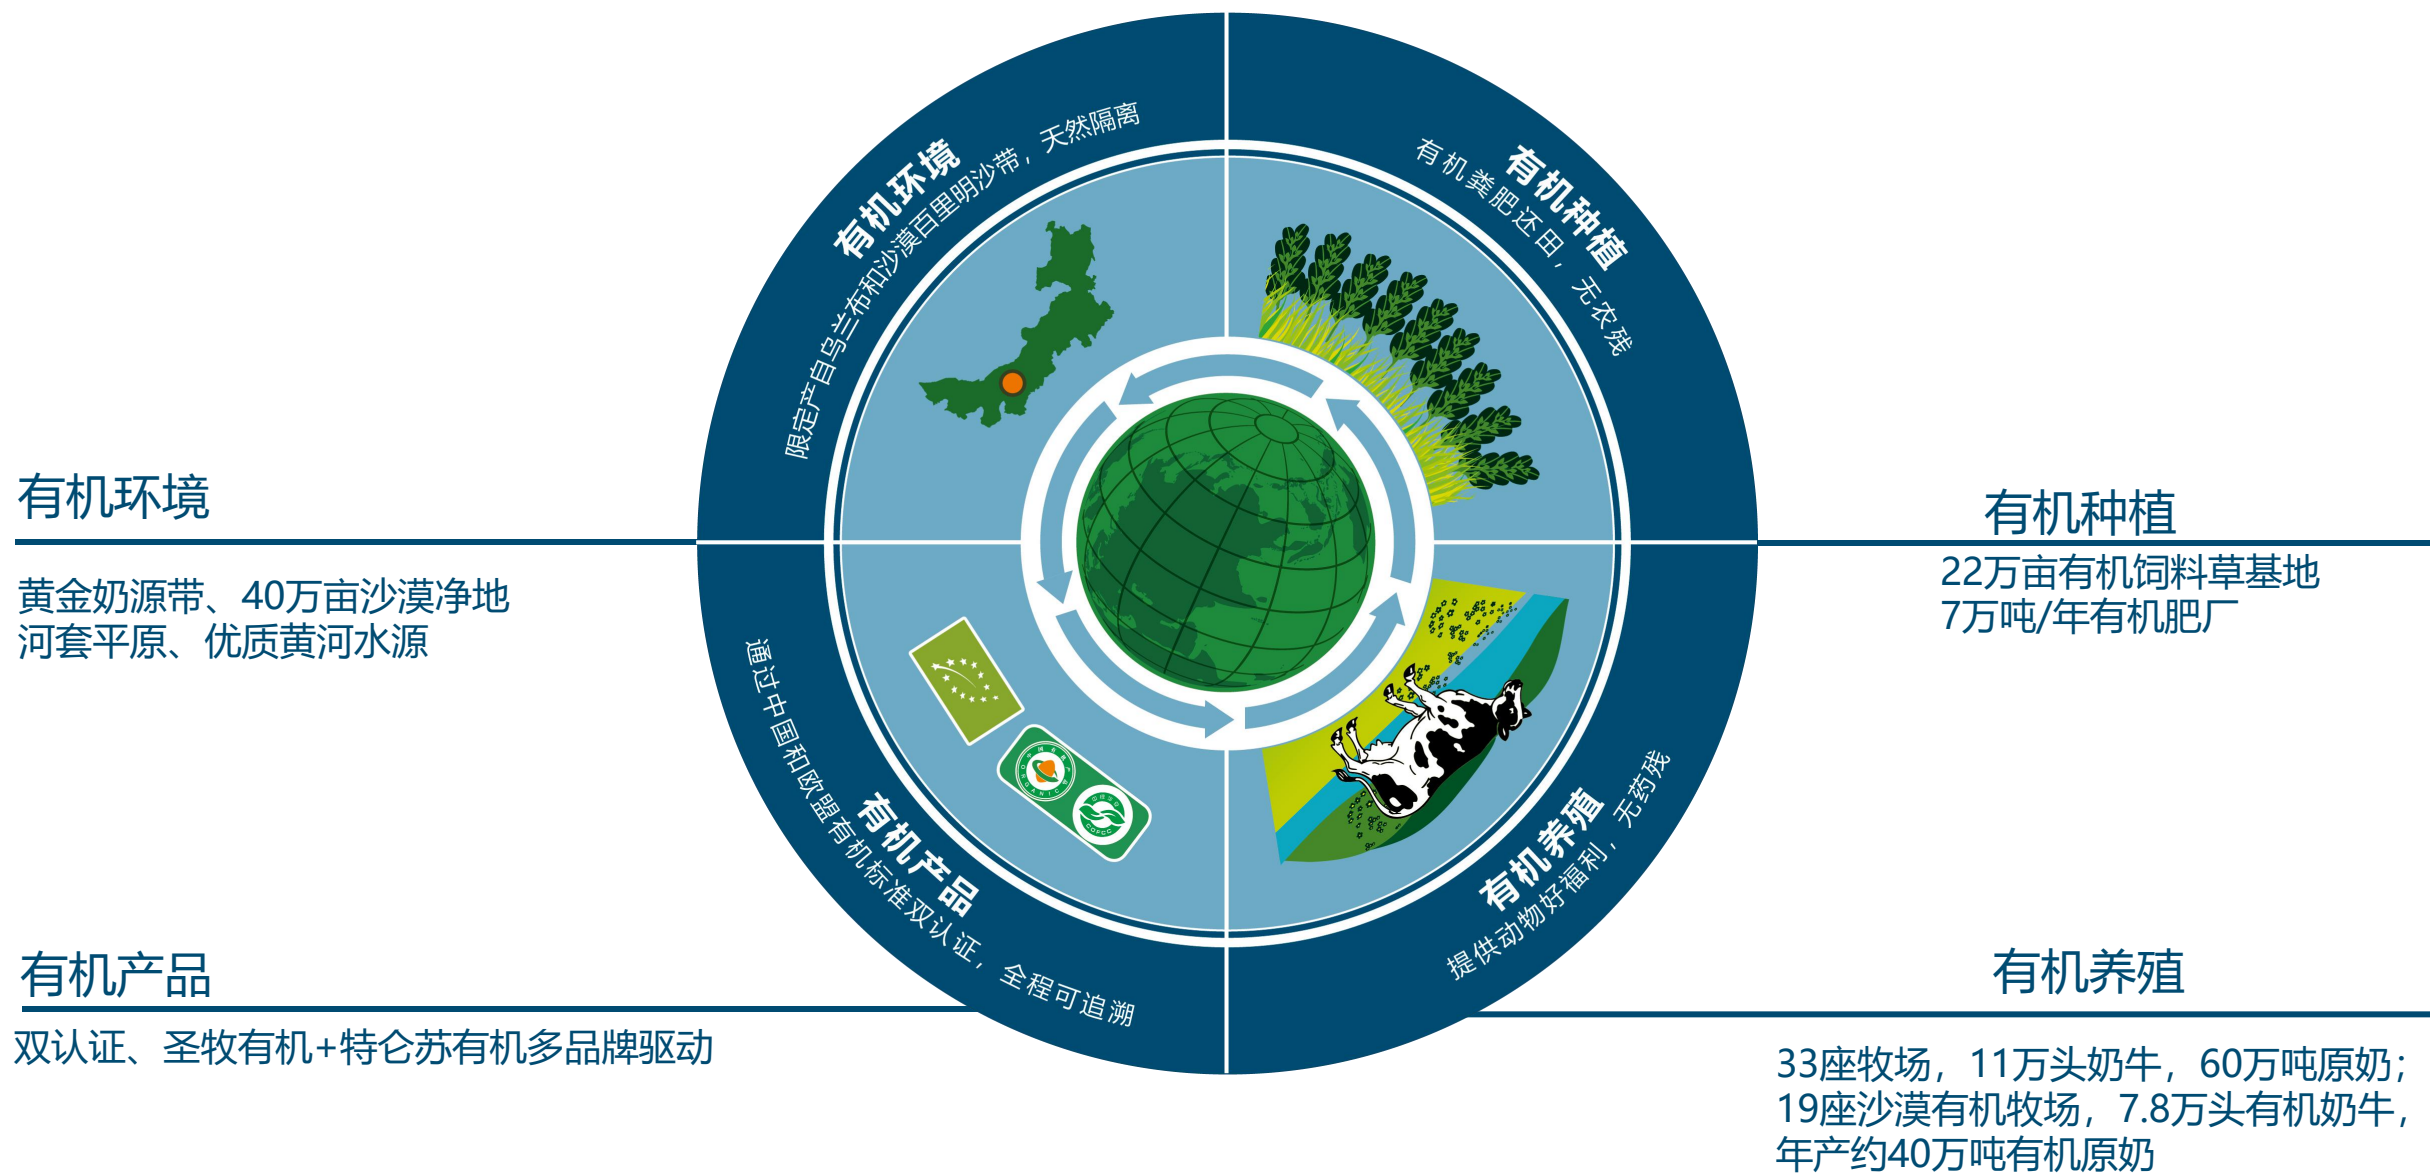 有机环境
限定产自乌兰布和沙漠百里明沙带，天然隔离
有机种植
有机粪肥还田，无农残
有机环境
黄金奶源带、40万亩沙漠净地
河套平原、优质黄河水源
有机种植
22万亩有机饲料草基地
7万吨/年有机肥厂
有机产品
通过中国和欧盟有机标准双认证，全程可追溯
有机养殖
提供动物好福利，无药残
ORGANIC
COFCC
有机产品
双认证、圣牧有机+特仑苏有机多品牌驱动
有机养殖
33座牧场，11万头奶牛，60万吨原奶；
19座沙漠有机牧场，7.8万头有机奶牛，
年产约40万吨有机原奶